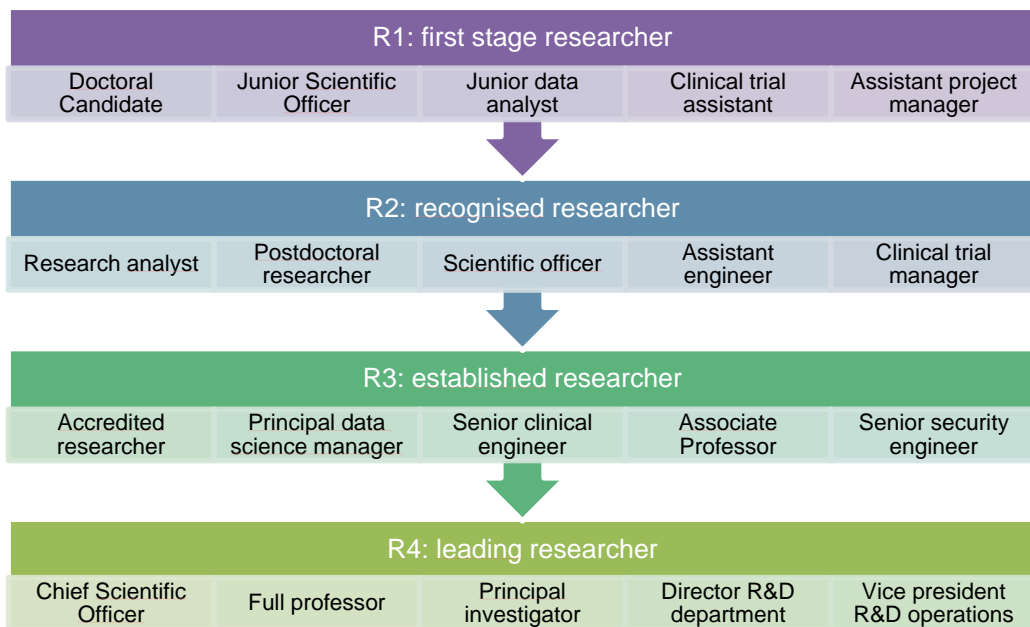 R1: first stage researcher
Doctoral
Candidate
Junior Scientific
Officer
Junior data
analyst
Clinical trial
assistant
Assistant project
manager
R2: recognised researcher
Research analyst
Postdoctoral
researcher
Scientific officer
Assistant
engineer
Clinical trial
manager
R3: established researcher
Accredited
researcher
Principal data
science manager
Senior clinical
engineer
Associate
Professor
Senior security
engineer
R4: leading researcher
Chief Scientific
Officer
Full professor
Principal
investigator
Director R&D
department
Vice president
R&D operations